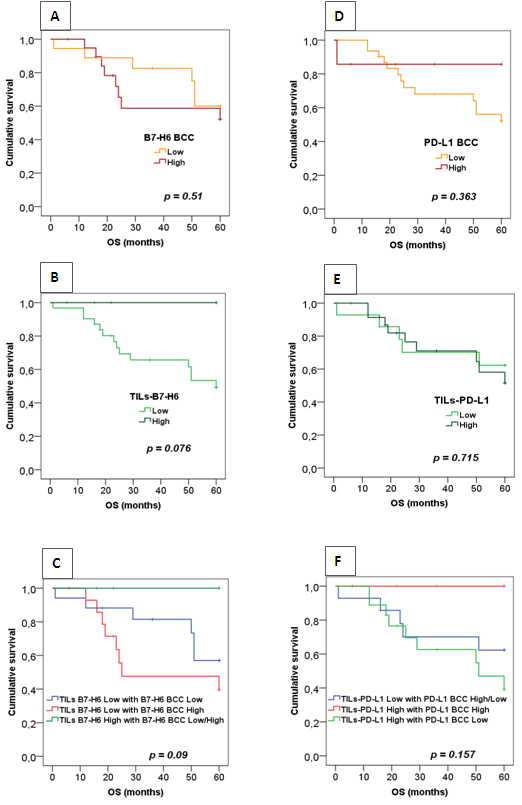 A
Cumulative survival
1,0
0,8
0,6
0,4
0,2
0,0
B7-H6 BCC
Low
High
p = 0.51
0 10 20 30 40 50 60
OS (months)
D
Cumulative survival
1,0
0,8
0,6
0,4
0,2
0,0
PD-L1 BCC
Low
High
p = 0.363
0 10 20 30 40 50 60
OS (months)
B
Cumulative survival
1,0
0,8
0,6
0,4
0,2
0,0
TILs-B7-H6
Low
High
p = 0.076
0 10 20 30 40 50 60
OS (months)
E
Cumulative survival
1,0
0,8
0,6
0,4
0,2
0,0
TILs-PD-L1
Low
High
p = 0.715
0 10 20 30 40 50 60
OS (months)
C
Cumulative survival
1,0
0,8
0,6
0,4
0,2
0,0
TILs B7-H6 Low with B7-H6 BCC Low
TILs B7-H6 Low with B7-H6 BCC High
TILs B7-H6 High with B7-H6 BCC Low/High
p = 0.09
0 10 20 30 40 50 60
OS (months)
F
Cumulative survival
1,0
0,8
0,6
0,4
0,2
0,0
TILs-PD-L1 Low with PD-L1 BCC High/Low
TILs-PD-L1 High with PD-L1 BCC High
TILs-PD-L1 High with PD-L1 BCC Low
p = 0.157
0 10 20 30 40 50 60
OS (months)